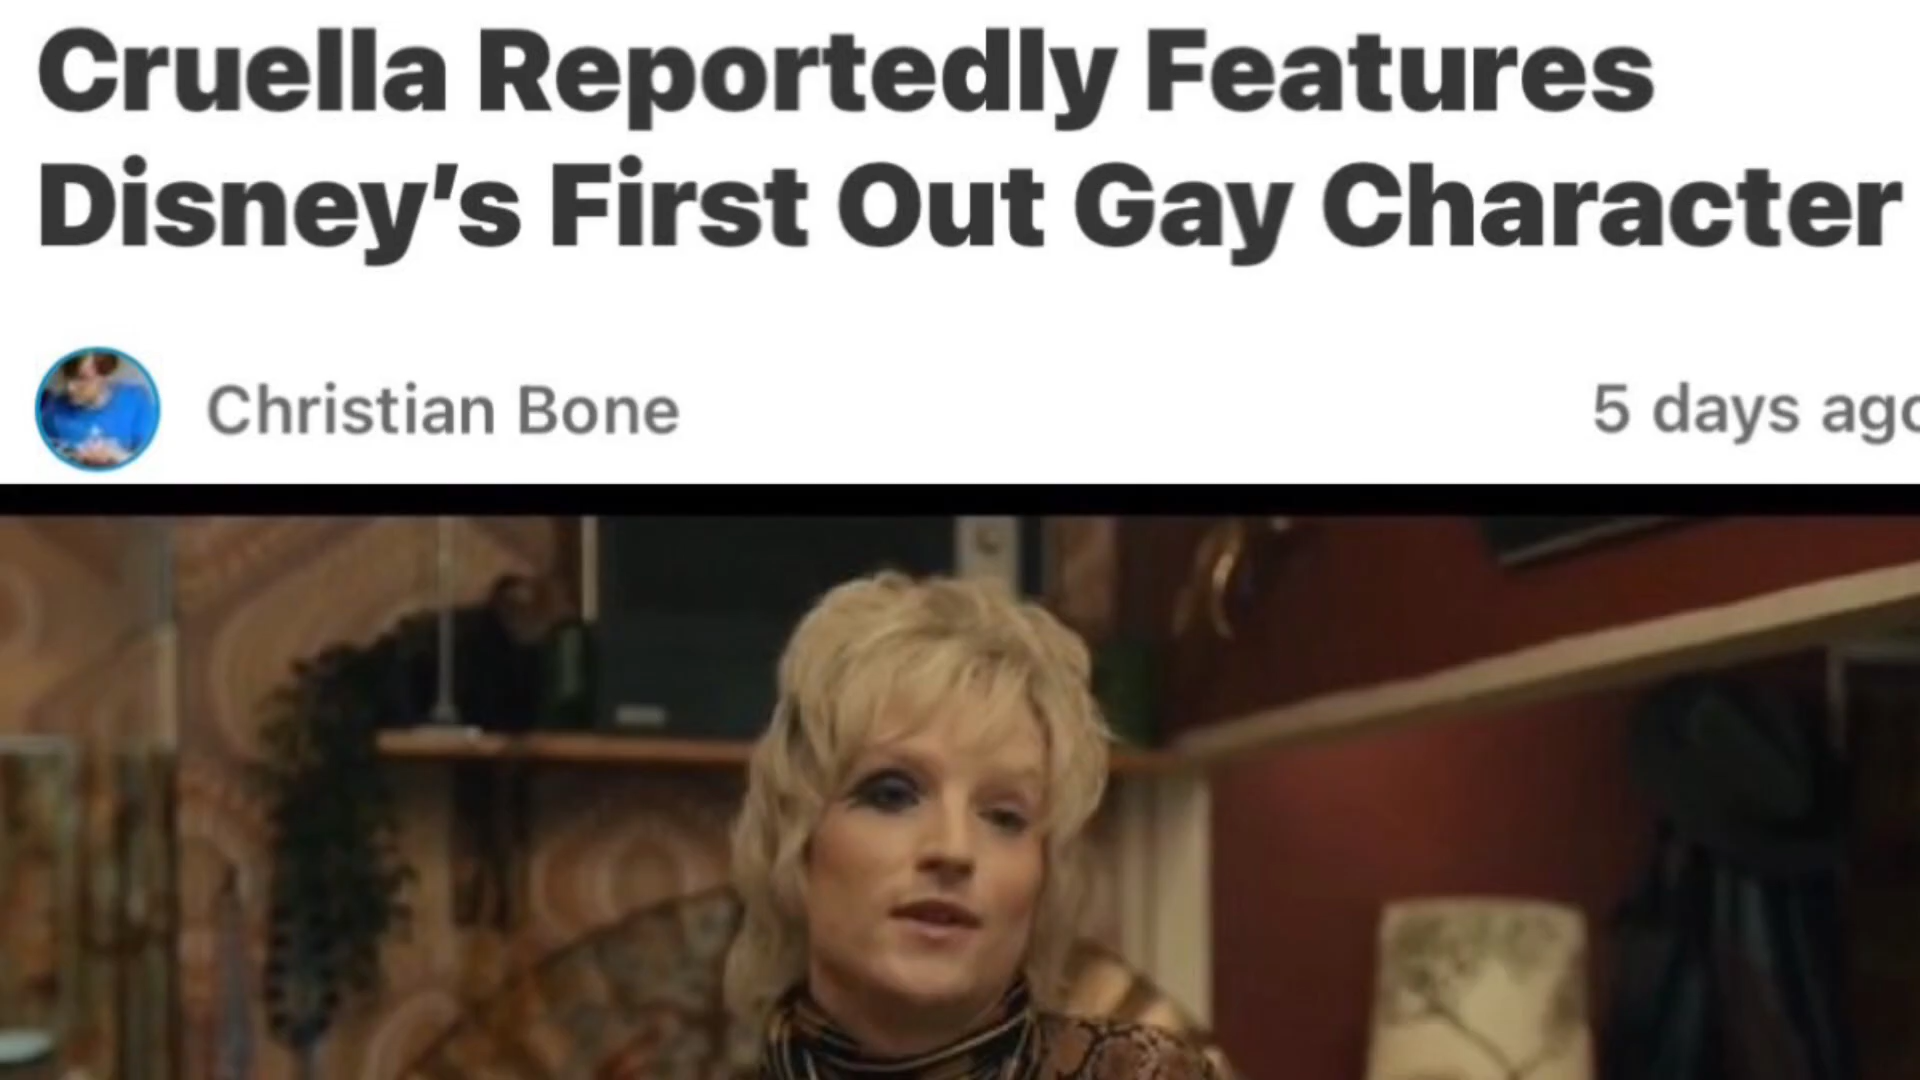 Cruella Reportedly Features
Disney’s First Out Gay Character
Christian Bone
5 days ago